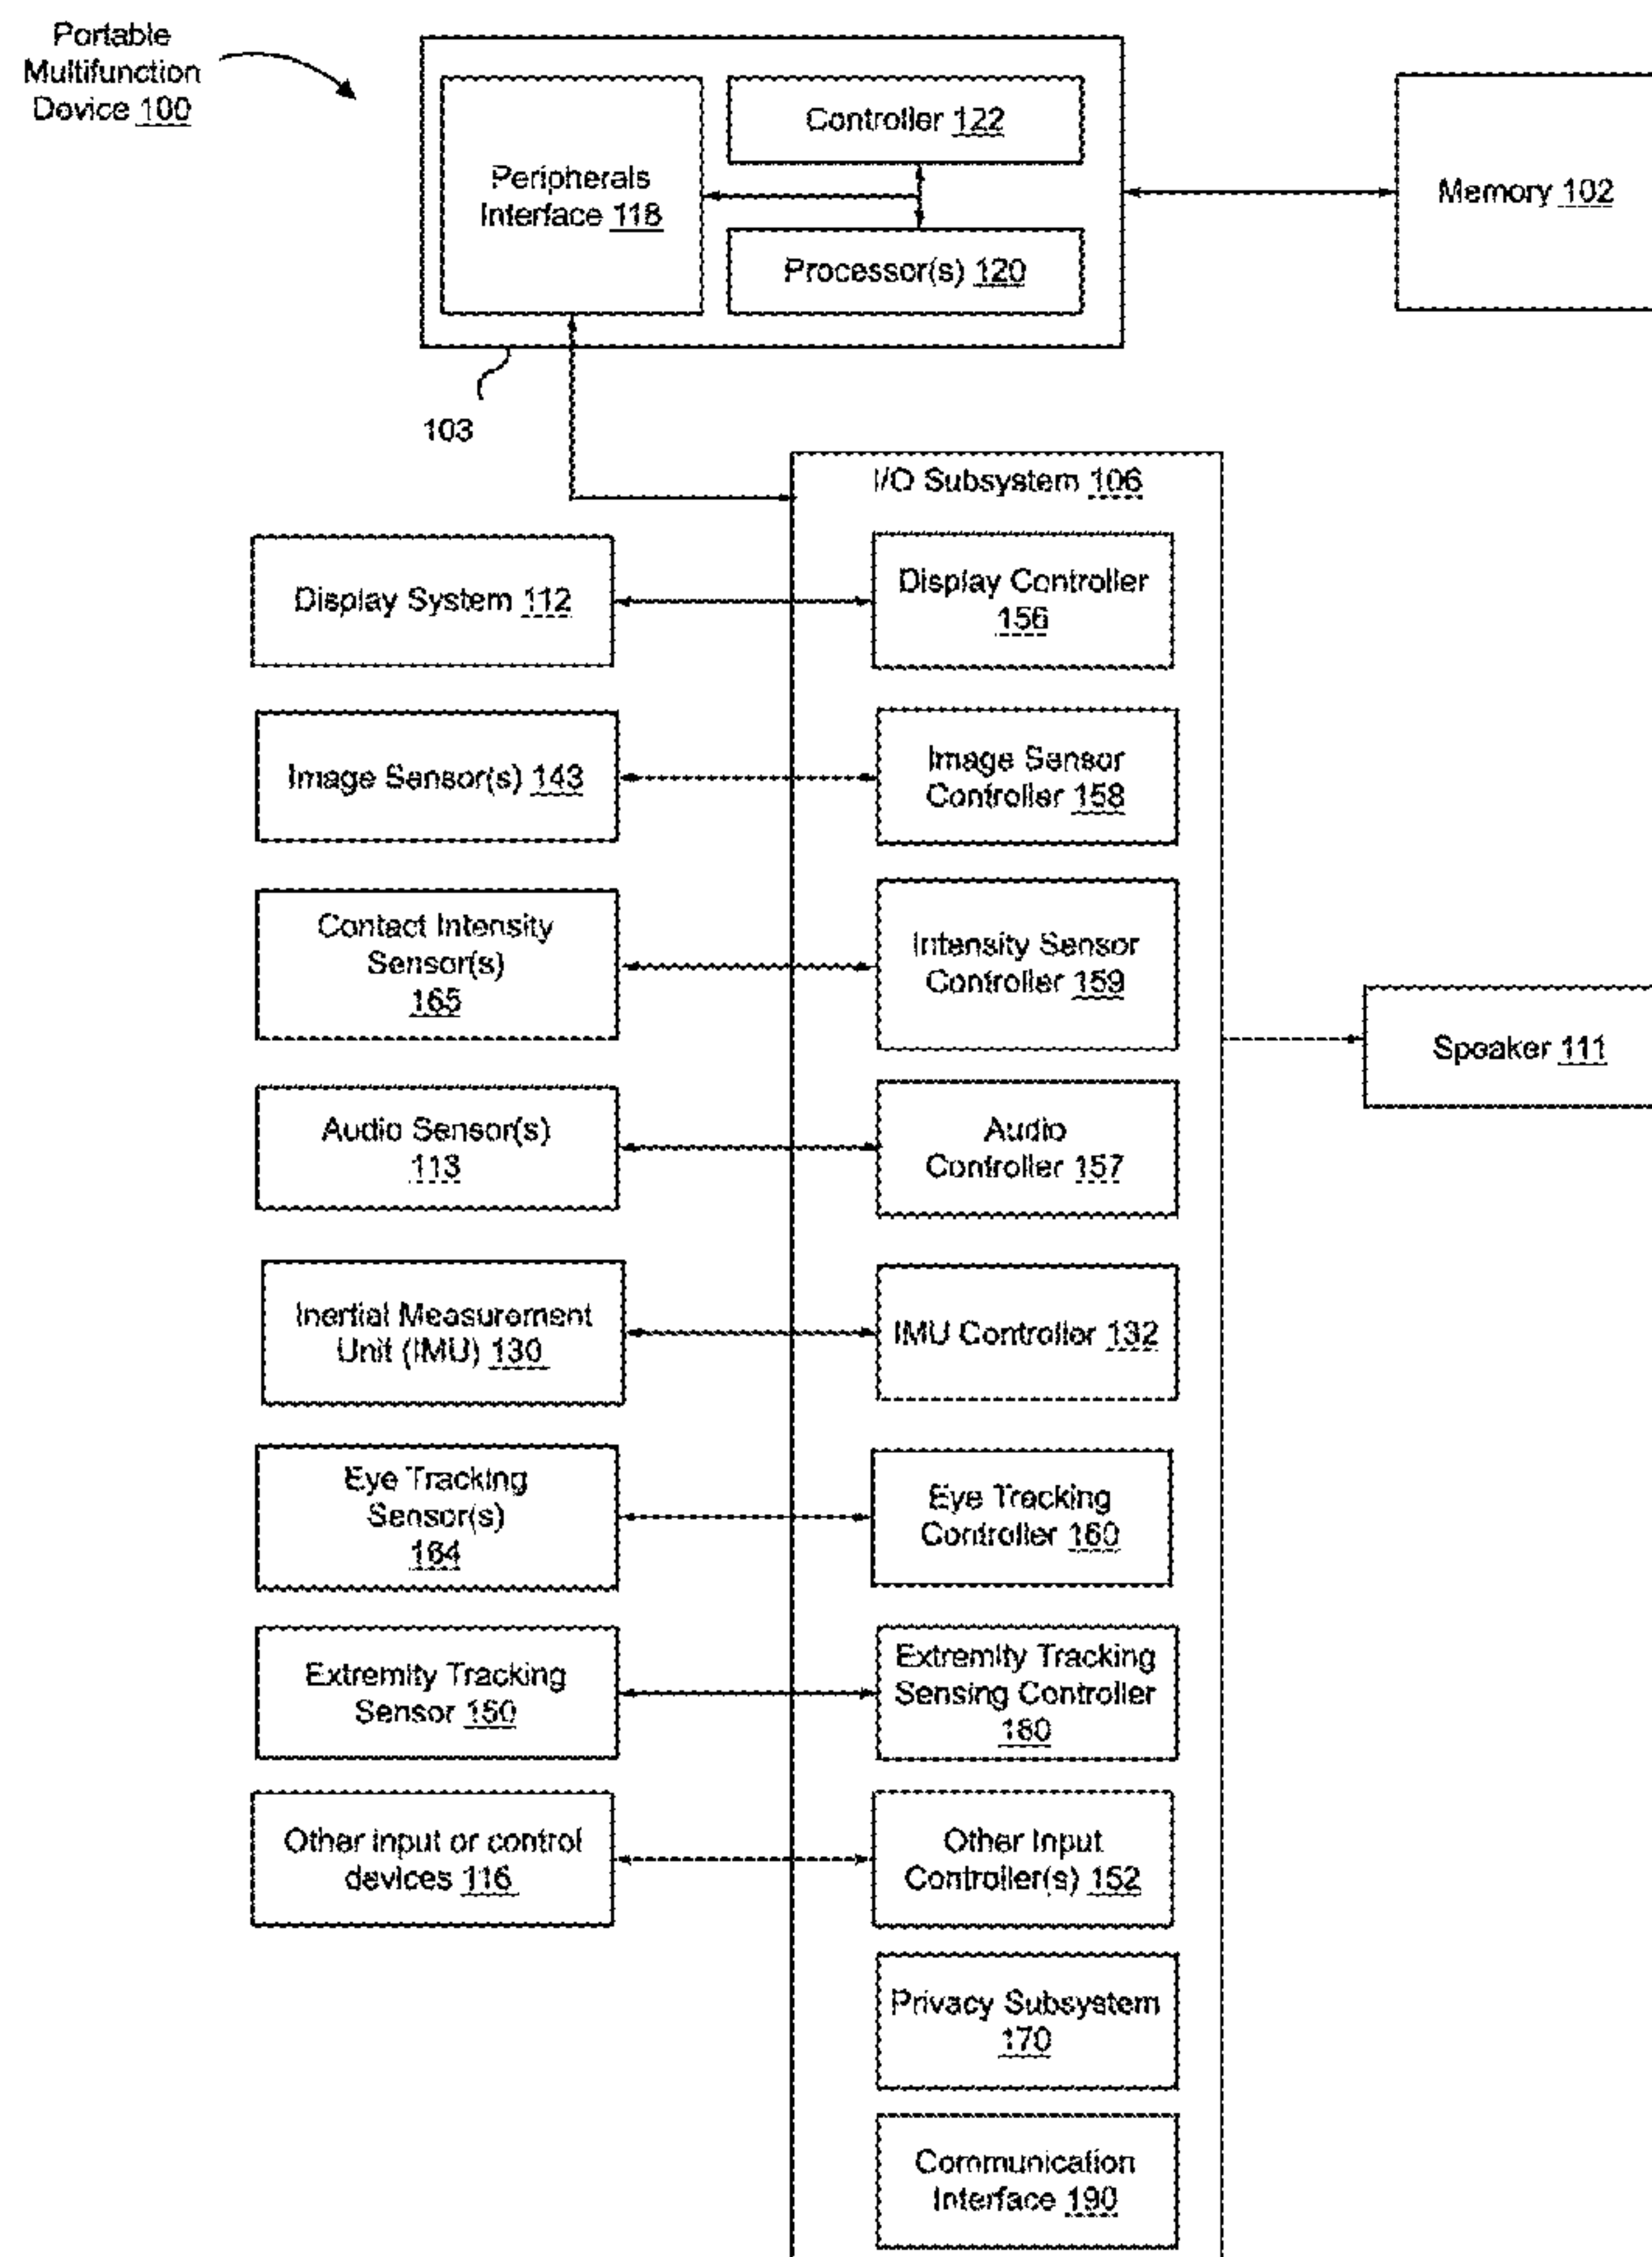 Portable
Multifunction
Device 100
Peripherals
Interface 118
Controller 122
Processor(s) 120
Memory 102
103
I/O Subsystem 106
Display System 112
Display Controller
156
Image Sensor(s) 143
Image Sensor
Controller 158
Contact Intensity
Sensor(s)
165
Intensity Sensor
Controller 159
Speaker 111
Audio Sensor(s)
113
Audio
Controller 157
Inertial Measurement
Unit (IMU) 130
IMU Controller 132
Eye Tracking
Sensor(s)
164
Eye Tracking
Controller 160
Extremity Tracking
Sensor 150
Extremity Tracking
Sensing Controller
180
Other input or control
devices 116
Other Input
Controller(s) 152
Privacy Subsystem
170
Communication
Interface 190